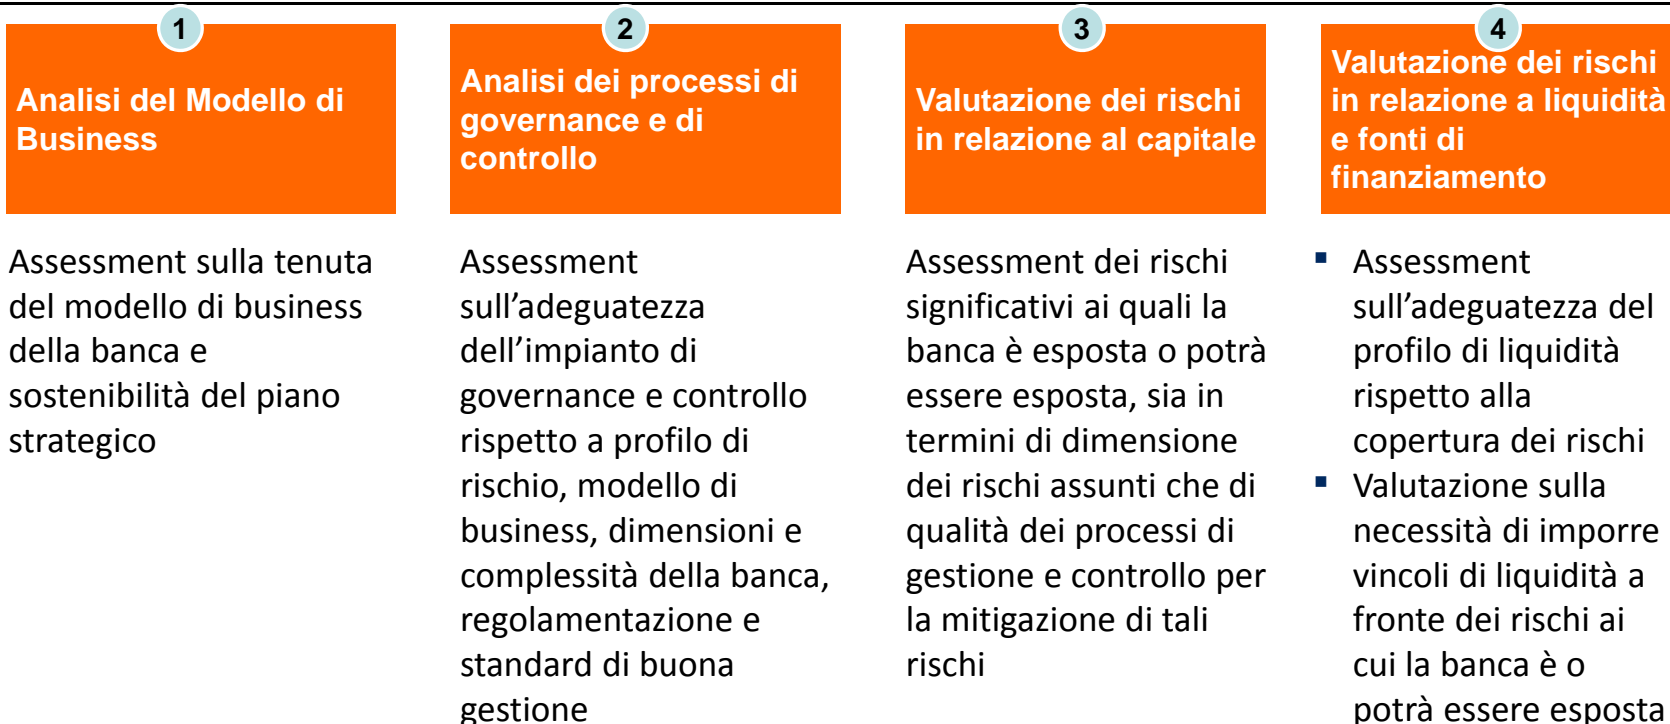 1
Analisi del Modello di
Business
Assessment sulla tenuta
del modello di business
della banca e
sostenibilità del piano
strategico
2
Analisi dei processi di
governance e di
controllo
Assessment
sull’adeguatezza
dell’impianto di
governance e controllo
rispetto a profilo di
rischio, modello di
business, dimensioni e
complessità della banca,
regolamentazione e
standard di buona
gestione
3
Valutazione dei rischi
in relazione al capitale
Assessment dei rischi
significativi ai quali la
banca è esposta o potrà
essere esposta, sia in
termini di dimensione
dei rischi assunti che di
qualità dei processi di
gestione e controllo per
la mitigazione di tali
rischi
4
Valutazione dei rischi
in relazione a liquidità
e fonti di
finanziamento
▪ Assessment
sull’adeguatezza del
profilo di liquidità
rispetto alla
copertura dei rischi
▪ Valutazione sulla
necessità di imporre
vincoli di liquidità a
fronte dei rischi ai
cui la banca è o
potrà essere esposta